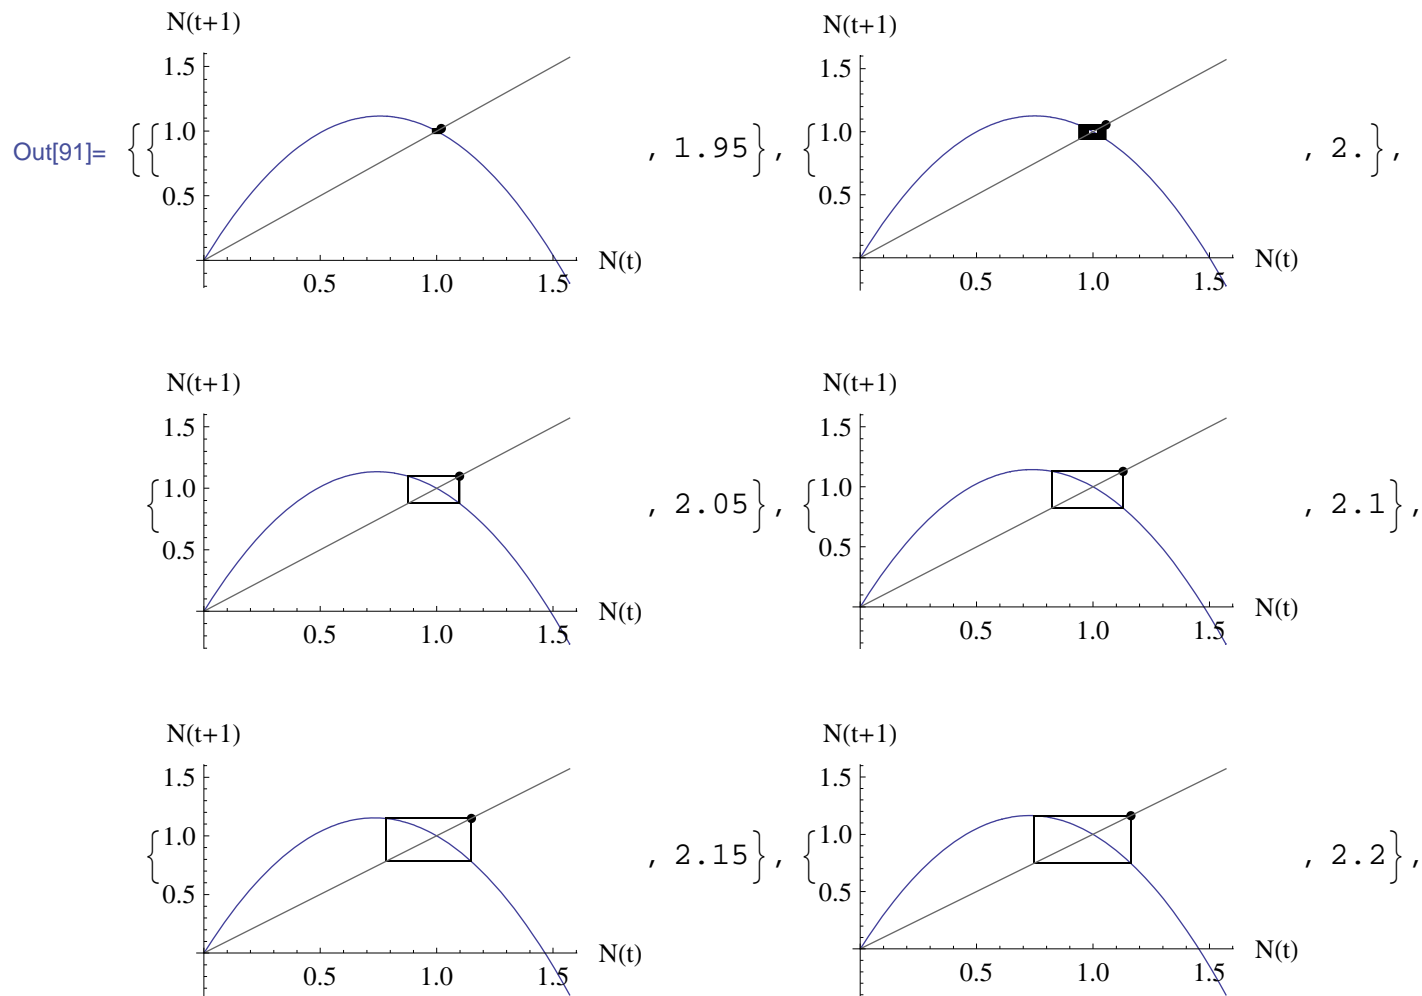 N(t+1) N(t+1)
1.5 1.5
Out[91]= {{ 1.0 , 1.95}, { 1.0 , 2.},
0.5 0.5
N(t) N(t)
0.5 1.0 1.5 0.5 1.0 1.5
N(t+1) N(t+1)
1.5 1.5
{ 1.0 , 2.05}, { 1.0 , 2.1},
0.5 0.5
N(t) N(t)
0.5 1.0 1.5 0.5 1.0 1.5
N(t+1) N(t+1)
1.5 1.5
{ 1.0 , 2.15}, { 1.0 , 2.2},
0.5 0.5
N(t) N(t)
0.5 1.0 1.5 0.5 1.0 1.5